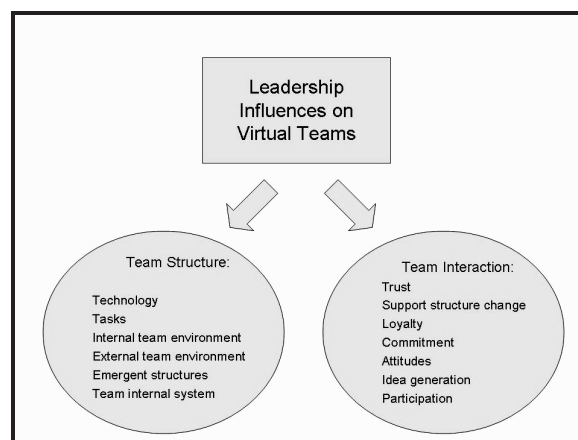 Leadership
Influences on
Virtual Teams
Team Structure:
Technology
Tasks
Internal team environment
External team environment
Emergent structures
Team internal system
Team Interaction:
Trust
Support structure change
Loyalty
Commitment
Attitudes
Idea generation
Participation